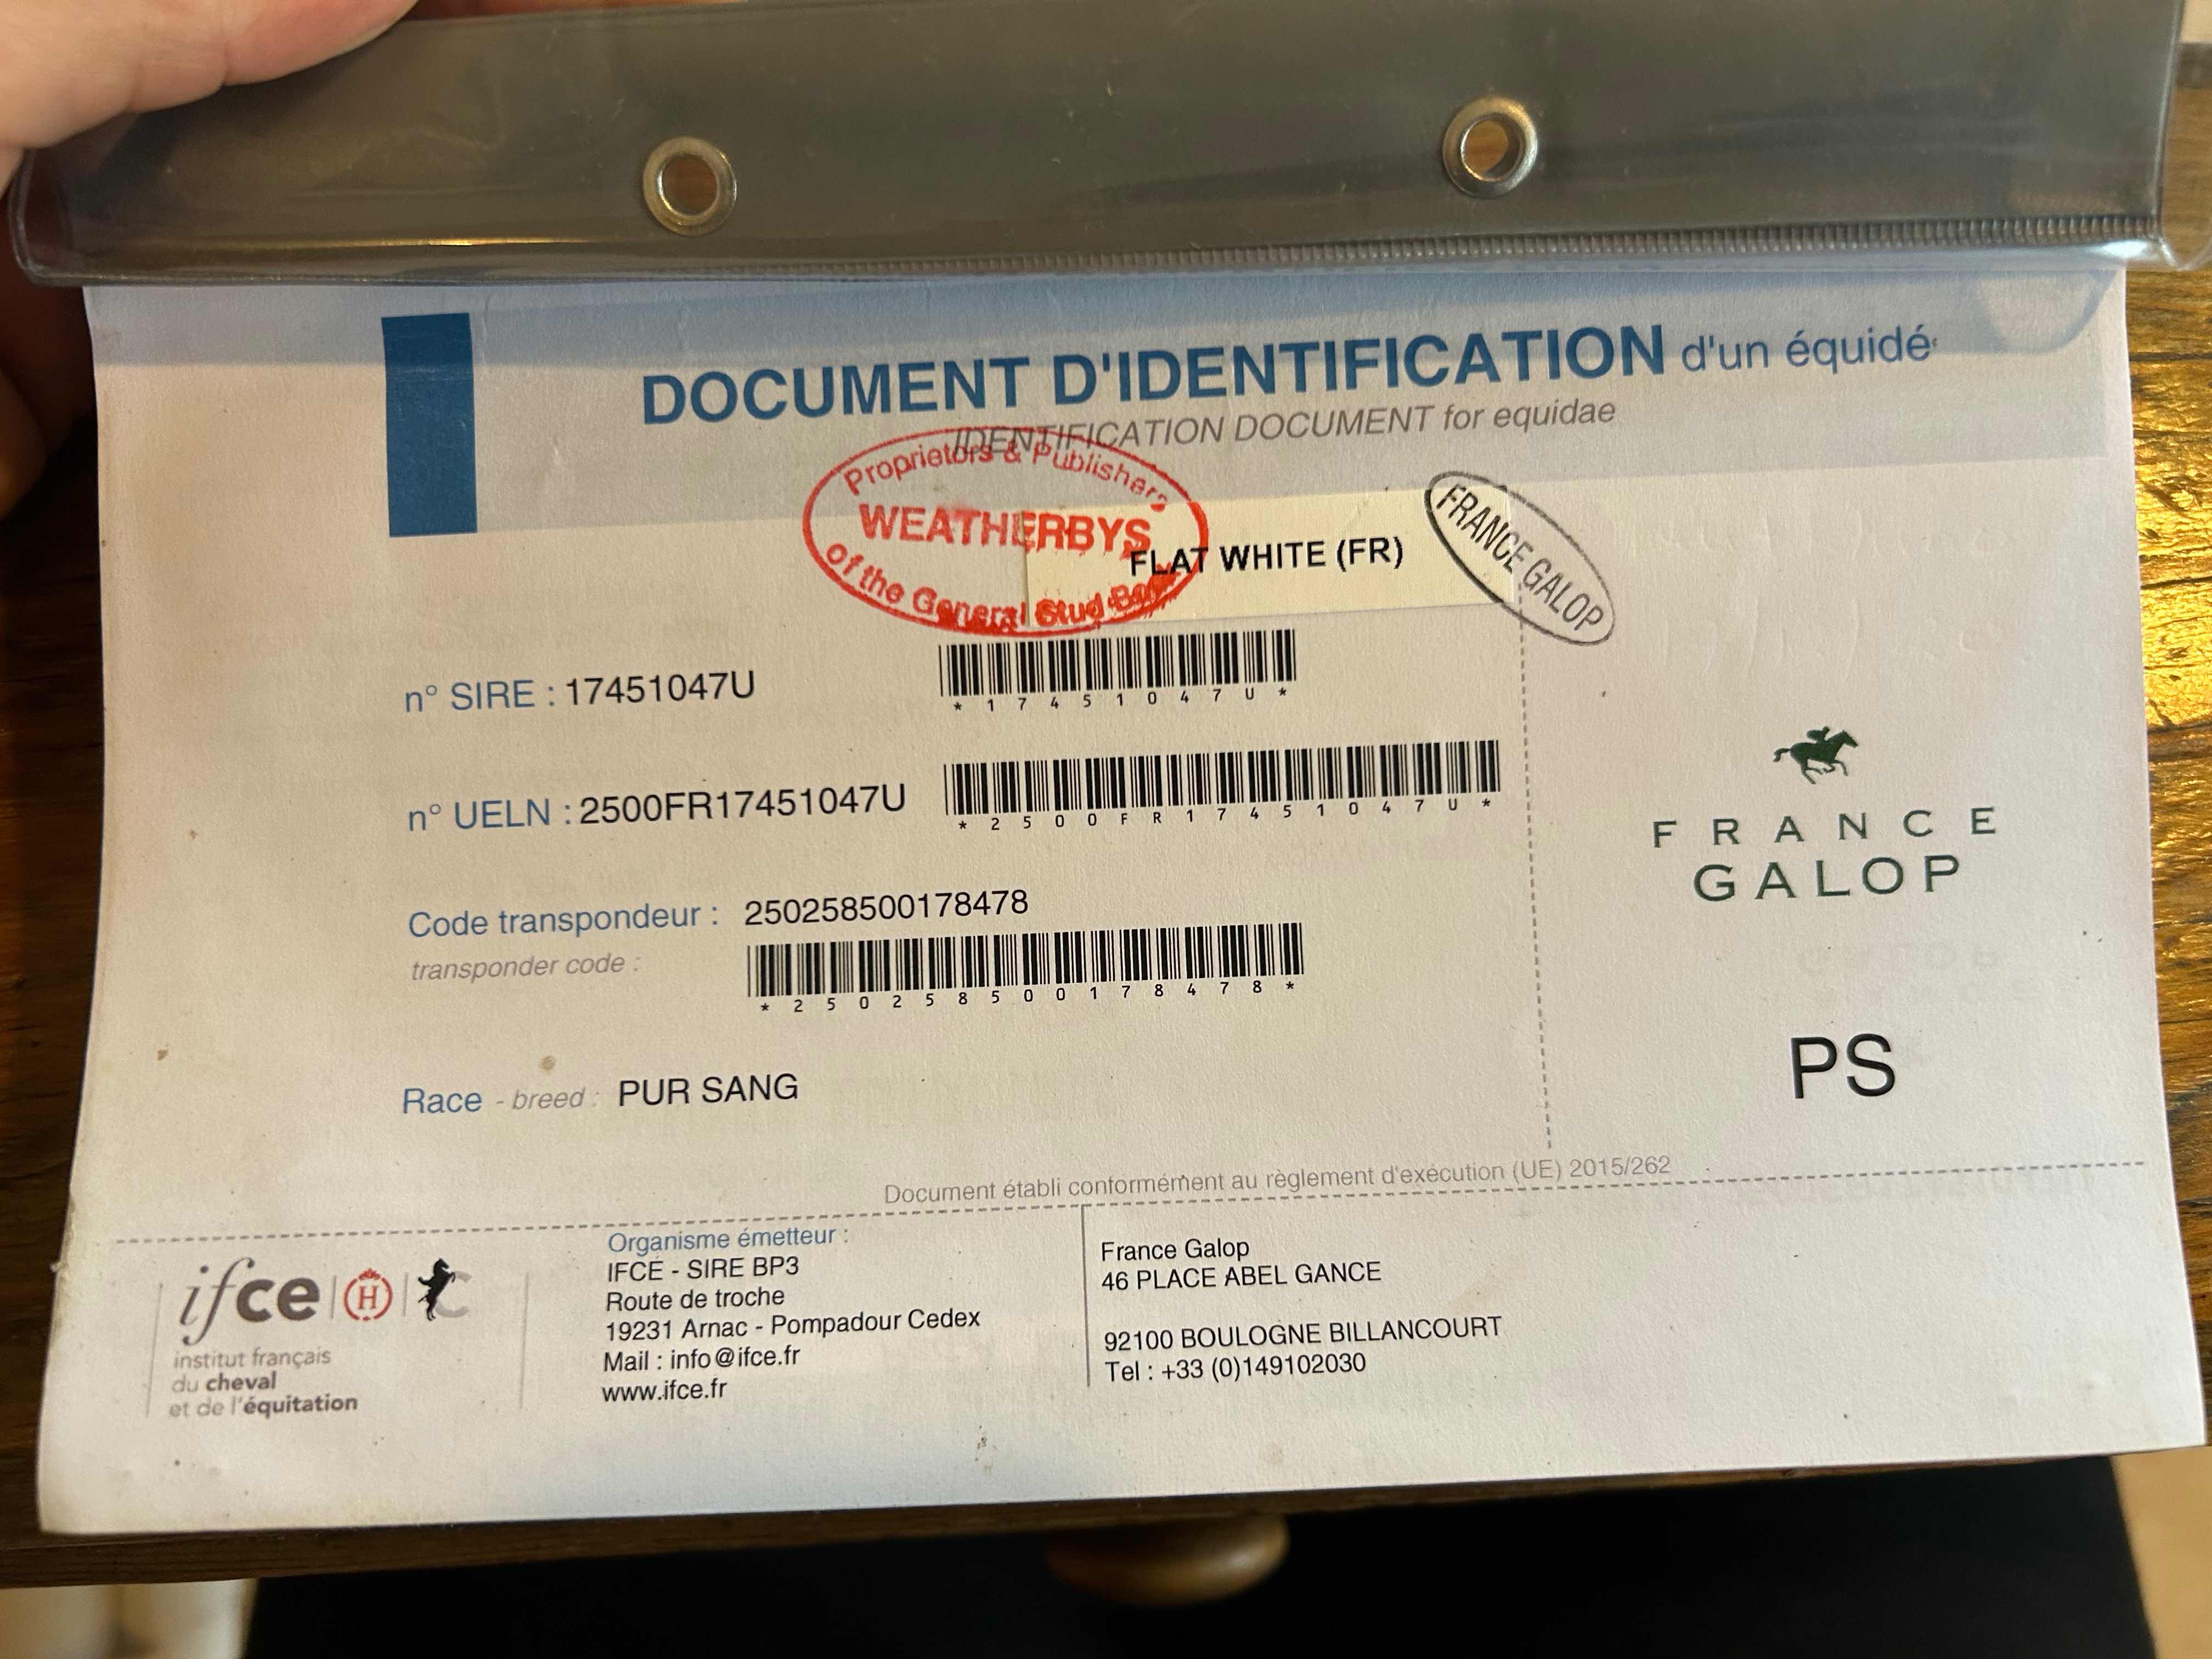 DOCUMENT D'IDENTIFICATION d'un équidé
IDENTIFICATION DOCUMENT for equidae
Proprietors & Publishers
WEATHERBYS
of the General Stud Book
FLAT WHITE (FR)
FRANCE GALOP
n° SIRE : 17451047U
*17451047U*
n° UELN : 2500FR17451047U
*2500FR17451047U*
Code transpondeur : 250258500178478
transponder code :
*250258500178478*
Race - breed : PUR SANG
FRANCE
GALOP
PS
Document établi conformément au règlement d'exécution (UE) 2015/262
ifce H C
institut français
du cheval
et de l'équitation
Organisme émetteur :
IFCE - SIRE BP3
Route de troche
19231 Arnac - Pompadour Cedex
Mail : info@ifce.fr
www.ifce.fr
France Galop
46 PLACE ABEL GANCE
92100 BOULOGNE BILLANCOURT
Tel : +33 (0)149102030